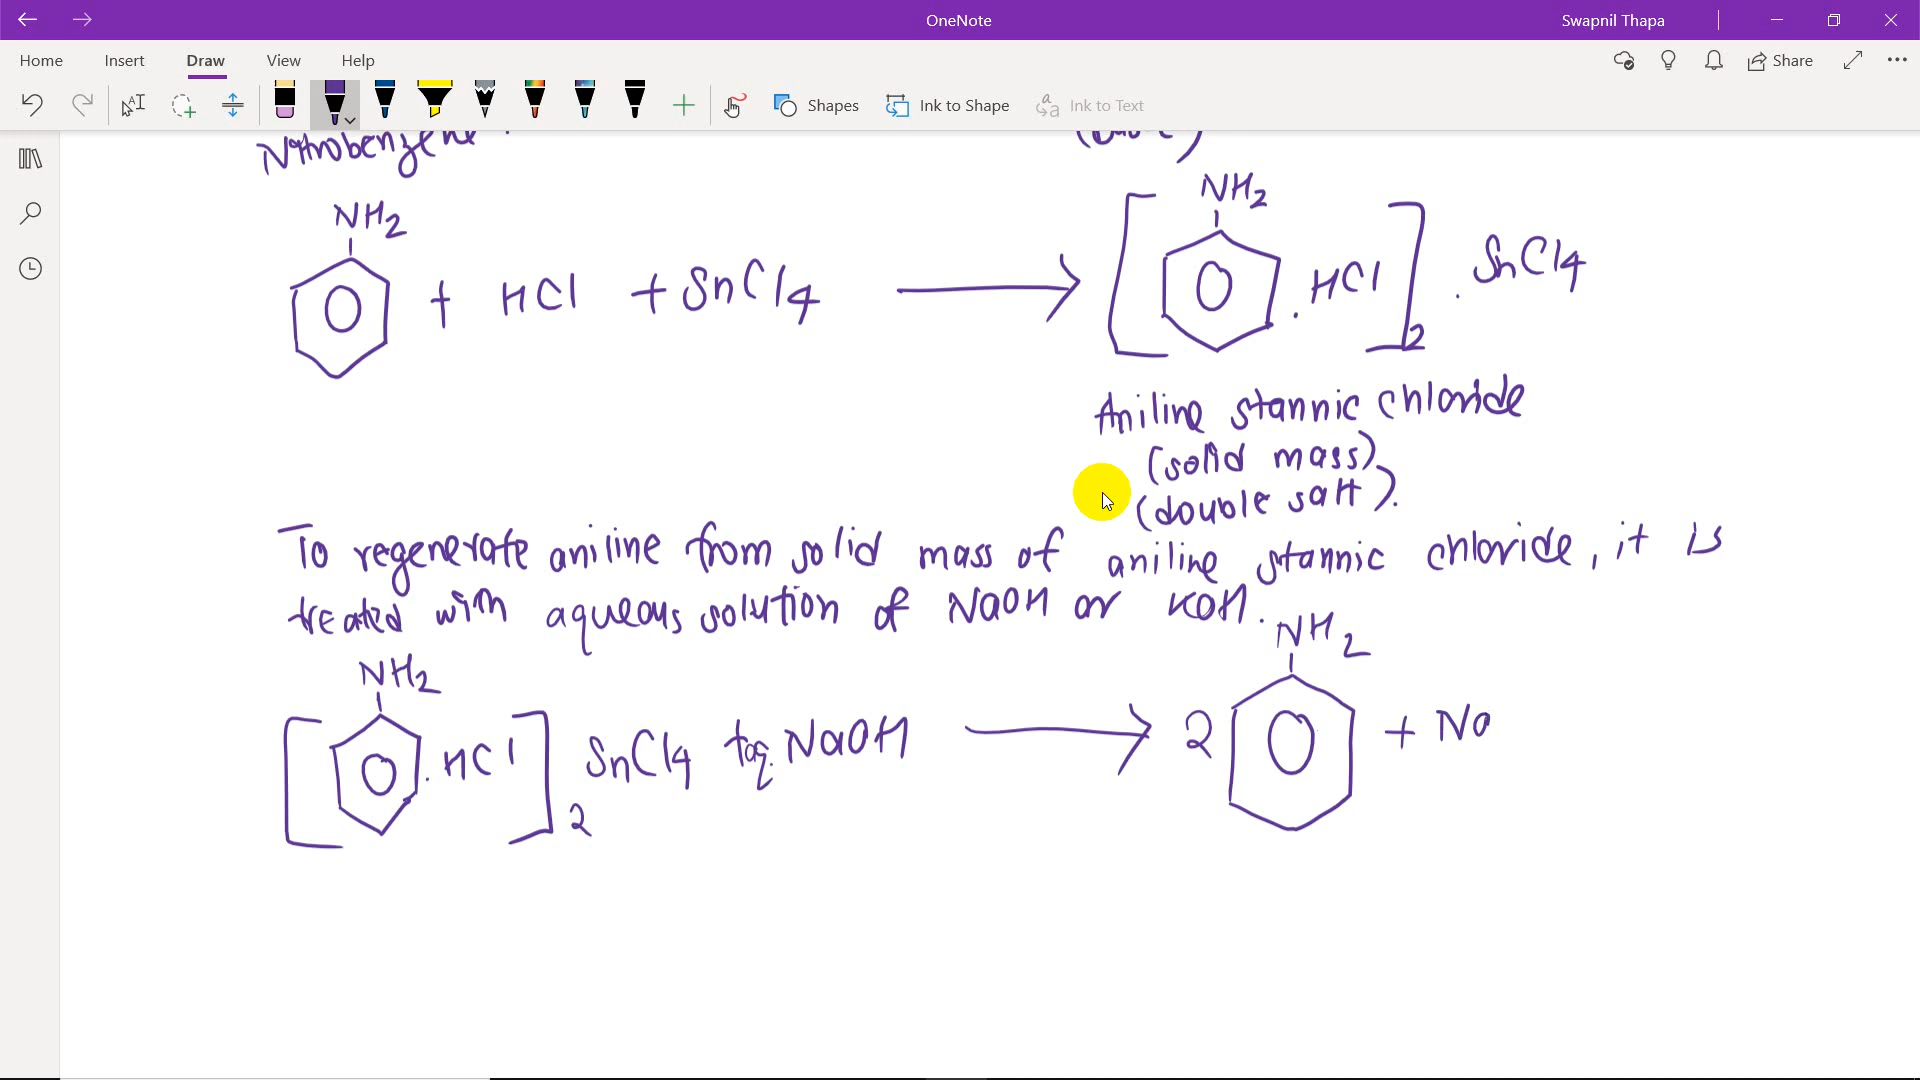 OneNote
Swapnil Thapa
Home Insert Draw View Help
Share
Shapes Ink to Shape Ink to Text
Nitrobenzene.
NH2 NH2
+ HCl + SnCl4 . HCl 2 . SnCl4
Aniline stannic chloride
(solid mass)
(double salt).
To regenerate aniline from solid mass of aniline stannic chloride, it is
treated with aqueous solution of NaOH or KOH.
NH2 NH2
[ . HCl ]2 SnCl4 + aq. NaOH 2 + Na